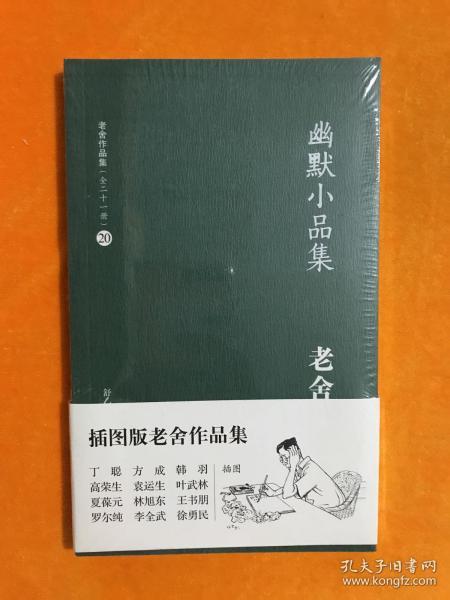 幽默小品集
老舍
老舍作品集（全二十一册）
20
舒
插图版老舍作品集
丁聪 方成 韩羽 插图
高荣生 袁运生 叶武林
夏葆元 林旭东 王书朋
罗尔纯 李全武 徐勇民
孔夫子旧书网
www.kongfz.com